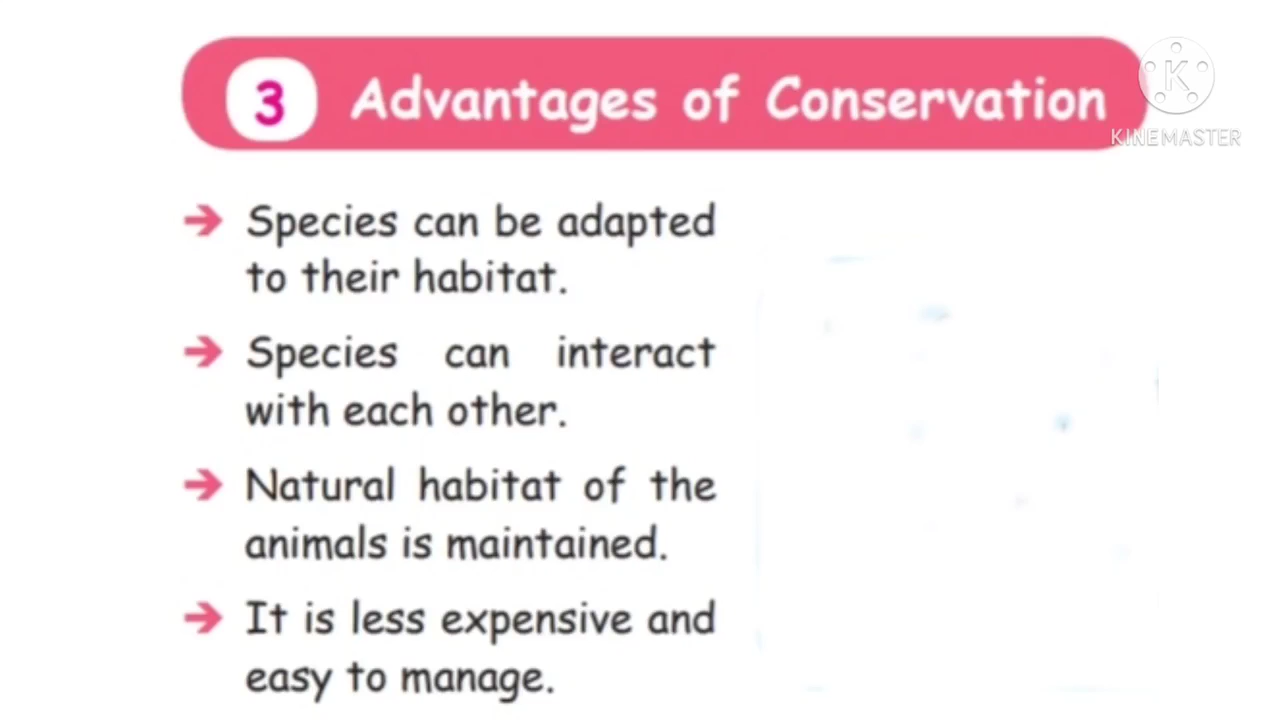 3 Advantages of Conservation
KINEMASTER
➔ Species can be adapted
to their habitat.
➔ Species can interact
with each other.
➔ Natural habitat of the
animals is maintained.
➔ It is less expensive and
easy to manage.